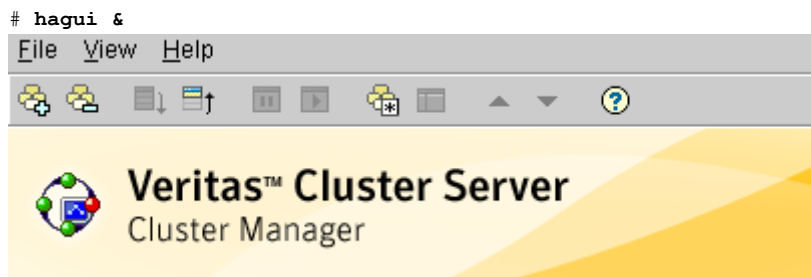 # hagui &
File View Help
Veritas™ Cluster Server
Cluster Manager